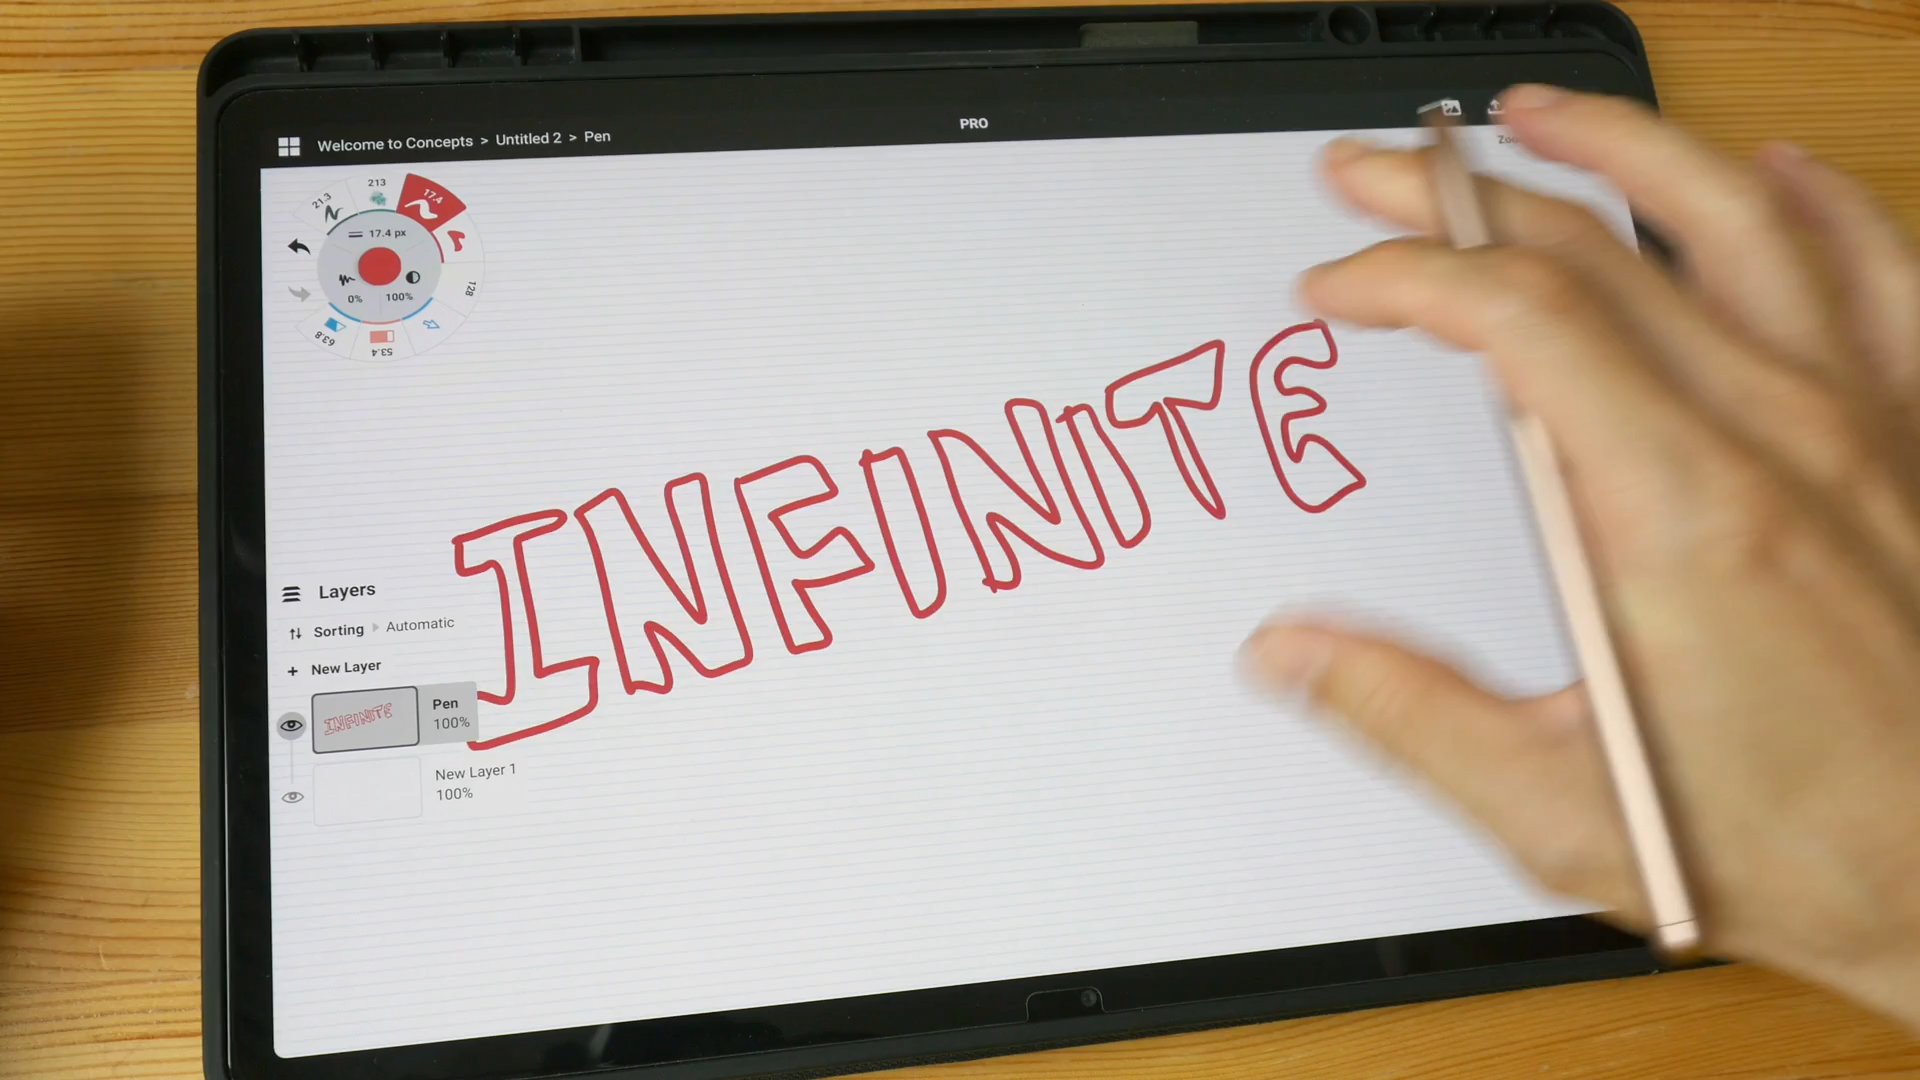 Welcome to Concepts > Untitled 2 > Pen
PRO
213
21.3
17.4
17.4 px
128
0%
100%
63.8
53.4
INFINITE
Layers
Sorting Automatic
+ New Layer
INFINITE
Pen
100%
New Layer 1
100%